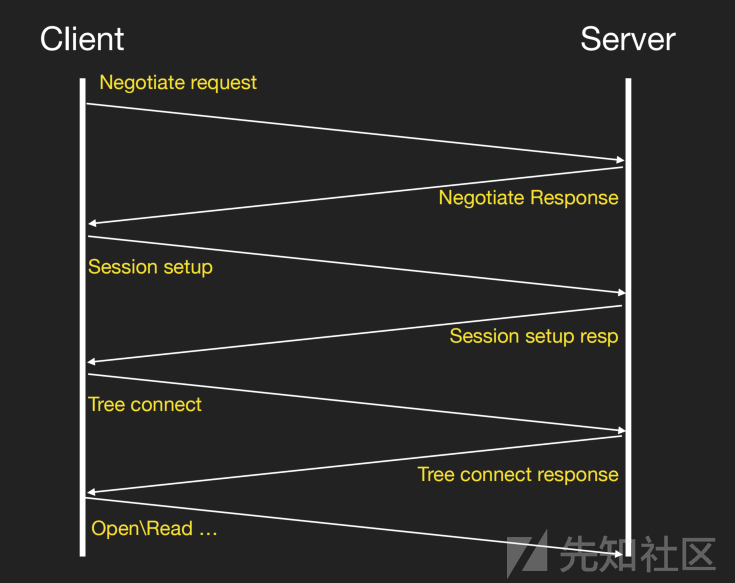 Client
Server
Negotiate request
Negotiate Response
Session setup
Session setup resp
Tree connect
Tree connect response
Open\Read …
先知社区